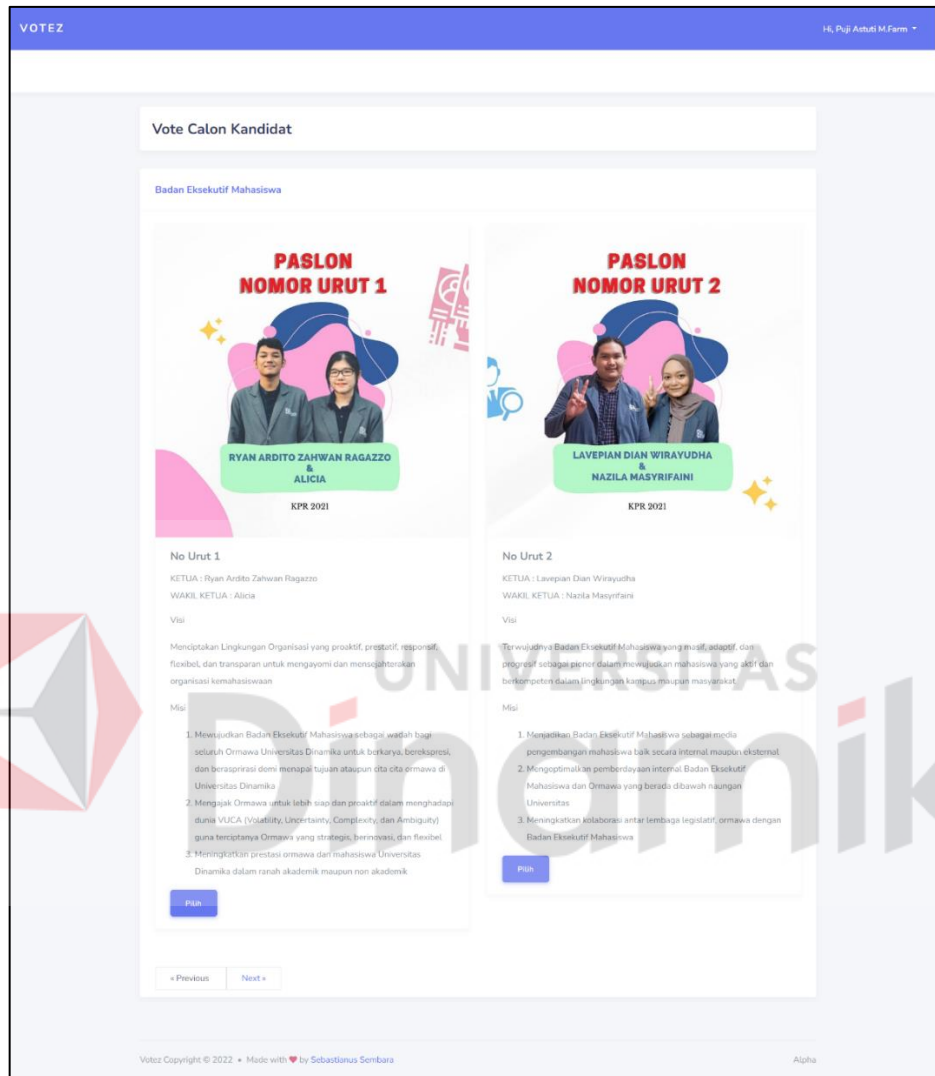 VOTEZ
Hi, Puji Astuti M.Farm
Vote Calon Kandidat
Badan Eksekutif Mahasiswa
PASLON
NOMOR URUT 1
RYAN ARDITO ZAHWAN RAGAZZO
&
ALICIA
KPR 2021
No Urut 1
KETUA : Ryan Ardito Zahwan Ragazzo
WAKIL KETUA : Alicia
Visi
Menciptakan Lingkungan Organisasi yang proaktif, prestatif, responsif,
flexibel, dan transparan untuk mengayomi dan mensejahterakan
organisasi kemahasiswaan
Misi
1. Mewujudkan Badan Eksekutif Mahasiswa sebagai wadah bagi
seluruh Ormawa Universitas Dinamika untuk berkarya, berekspresi,
dan berasprirasi demi menapai tujuan ataupun cita cita ormawa di
Universitas Dinamika
2. Mengajak Ormawa untuk lebih siap dan proaktif dalam menghadapi
dunia VUCA (Volatility, Uncertainty, Complexity, dan Ambiguity)
guna terciptanya Ormawa yang strategis, berinovasi, dan flexibel
3. Meningkatkan prestasi ormawa dan mahasiswa Universitas
Dinamika dalam ranah akademik maupun non akademik
Pilih
PASLON
NOMOR URUT 2
LAVEPIAN DIAN WIRAYUDHA
&
NAZILA MASYRIFAINI
KPR 2021
No Urut 2
KETUA : Lavepian Dian Wirayudha
WAKIL KETUA : Nazila Masyrifaini
Visi
Terwujudnya Badan Eksekutif Mahasiswa yang masif, adaptif, dan
progresif sebagai pioner dalam mewujudkan mahasiswa yang aktif dan
berkompeten dalam lingkungan kampus maupun masyarakat
Misi
1. Menjadikan Badan Eksekutif Mahasiswa sebagai media
pengembangan mahasiswa baik secara internal maupun eksternal
2. Mengoptimalkan pemberdayaan internal Badan Eksekutif
Mahasiswa dan Ormawa yang berada dibawah naungan
Universitas
3. Meningkatkan kolaborasi antar lembaga legislatif, ormawa dengan
Badan Eksekutif Mahasiswa
Pilih
« Previous
Next »
Votez Copyright © 2022 • Made with ❤ by Sebastianus Sembara
Alpha
UNIVERSITAS
Dinamika